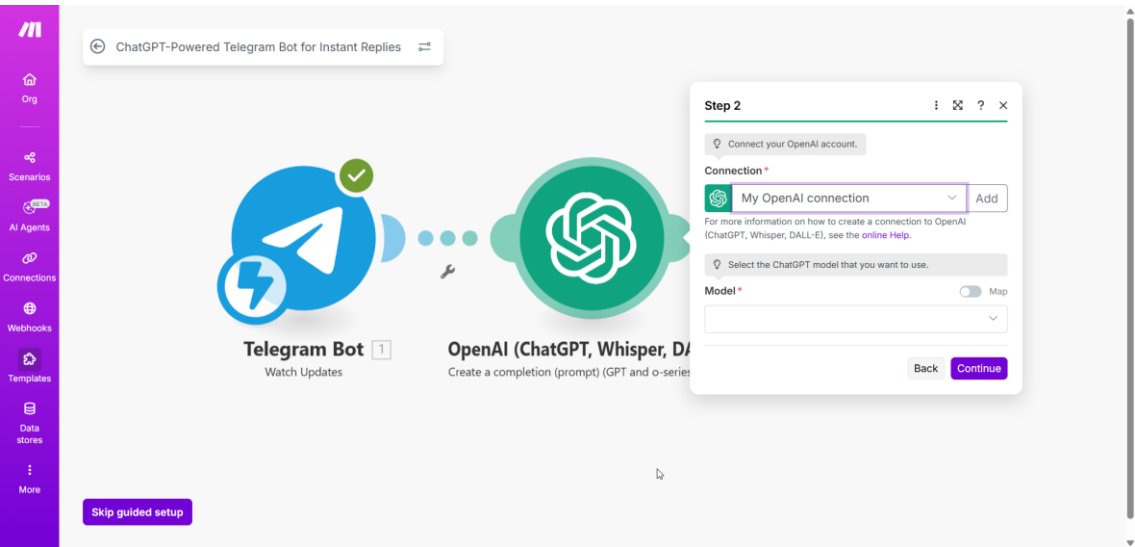 ChatGPT-Powered Telegram Bot for Instant Replies
Org
Scenarios
BETA
AI Agents
Connections
Webhooks
Templates
Data
stores
More
Telegram Bot 1
Watch Updates
OpenAI (ChatGPT, Whisper, DA
Create a completion (prompt) (GPT and o-series
Step 2
?
Connect your OpenAI account.
Connection *
My OpenAI connection
Add
For more information on how to create a connection to OpenAI
(ChatGPT, Whisper, DALL-E), see the online Help.
Select the ChatGPT model that you want to use.
Model *
Map
Back
Continue
Skip guided setup